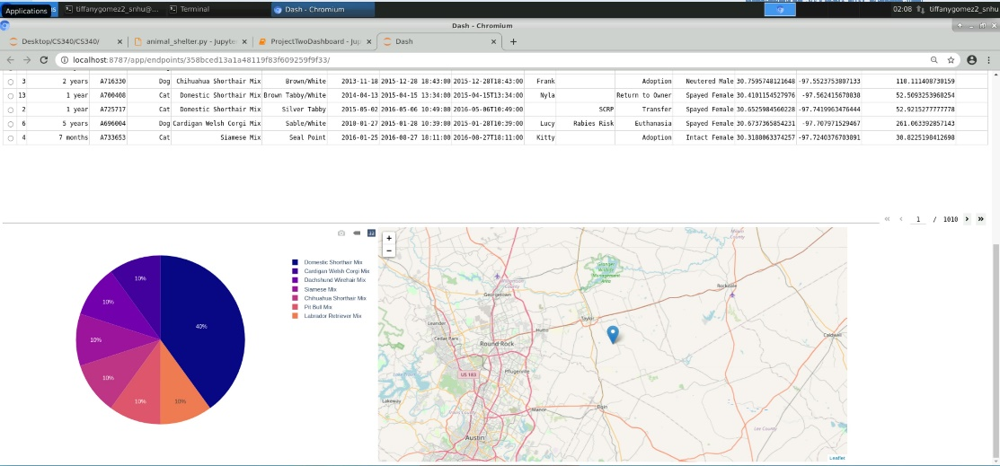 Applications
tiffanygomez2_snhu@...
Terminal
Dash - Chromium
02:08
tiffanygomez2_snhu
Dash - Chromium
Desktop/CS340/CS340/
animal_shelter.py - Jupyte
ProjectTwoDashboard - Jup
Dash
localhost:8787/app/endpoints/358bced13a1a48119f83f609259f9f33/
3 2 years A716330 Dog Chihuahua Shorthair Mix Brown/White 2013-11-18 2015-12-28 18:43:00 2015-12-28T18:43:00 Frank Adoption Neutered Male 30.7595748121648 -97.5523753807133 110.111408730159
13 1 year A700408 Cat Domestic Shorthair Mix Brown Tabby/White 2014-04-13 2015-04-15 13:34:00 2015-04-15T13:34:00 Nyla Return to Owner Spayed Female 30.4101154527976 -97.562415670838 52.5093253968254
2 1 year A725717 Cat Domestic Shorthair Mix Silver Tabby 2015-05-02 2016-05-06 10:49:00 2016-05-06T10:49:00 SCRP Transfer Spayed Female 30.6525984560228 -97.7419963476444 52.9215277777778
6 5 years A696004 Dog Cardigan Welsh Corgi Mix Sable/White 2010-01-27 2015-01-28 10:39:00 2015-01-28T10:39:00 Lucy Rabies Risk Euthanasia Spayed Female 30.6737365854231 -97.707971529467 261.063392857143
4 7 months A733653 Cat Siamese Mix Seal Point 2016-01-25 2016-08-27 18:11:00 2016-08-27T18:11:00 Kitty Adoption Intact Female 30.3188063374257 -97.7240376703891 30.8225198412698
« ‹ 1 / 1010 › »
10%
10%
10%
10%
10%
10%
40%
Domestic Shorthair Mix
Cardigan Welsh Corgi Mix
Dachshund Wirehair Mix
Siamese Mix
Chihuahua Shorthair Mix
Pit Bull Mix
Labrador Retriever Mix
+
−
Georgetown
Rockdale
Leander
Taylor
Hutto
Cedar Park
Round Rock
Caldwell
US 183
Pflugerville
Lakeway
Manor
Elgin
Lee County
Austin
Leaflet